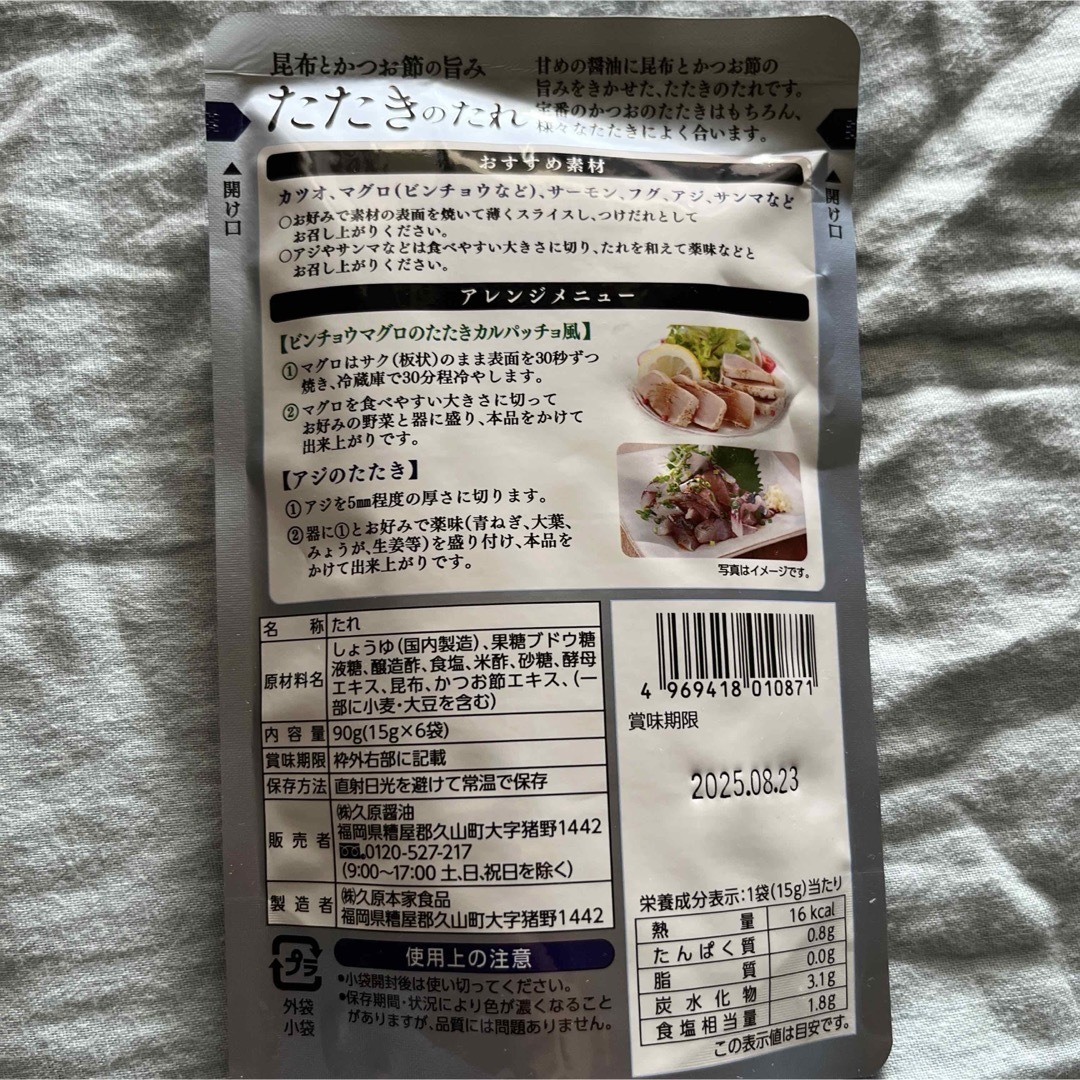 昆布とかつお節の旨み
たたきのたれ
甘めの醤油に昆布とかつお節の
旨みをきかせた、たたきのたれです。
定番のかつおのたたきはもちろん、
様々なたたきによく合います。
開け口
開け口
おすすめ素材
カツオ、マグロ(ビンチョウなど)、サーモン、フグ、アジ、サンマなど
○お好みで素材の表面を焼いて薄くスライスし、つけだれとして
お召し上がりください。
○アジやサンマなどは食べやすい大きさに切り、たれを和えて薬味などと
お召し上がりください。
アレンジメニュー
【ビンチョウマグロのたたきカルパッチョ風】
①マグロはサク(板状)のまま表面を30秒ずつ
焼き、冷蔵庫で30分程冷やします。
②マグロを食べやすい大きさに切って
お好みの野菜と器に盛り、本品をかけて
出来上がりです。
【アジのたたき】
①アジを5㎜程度の厚さに切ります。
②器に①とお好みで薬味(青ねぎ、大葉、
みょうが、生姜等)を盛り付け、本品を
かけて出来上がりです。
写真はイメージです。
名称 たれ
原材料名 しょうゆ(国内製造)、果糖ブドウ糖
液糖、醸造酢、食塩、米酢、砂糖、酵母
エキス、昆布、かつお節エキス、(一
部に小麦・大豆を含む)
内容量 90g(15g×6袋)
賞味期限 枠外右部に記載
保存方法 直射日光を避けて常温で保存
販売者 ㈱久原醤油
福岡県糟屋郡久山町大字猪野1442
0120-527-217
(9:00〜17:00 土、日、祝日を除く)
製造者 ㈱久原本家食品
福岡県糟屋郡久山町大字猪野1442
プラ
外袋
小袋
使用上の注意
•小袋開封後は使い切ってください。
•保存期間・状況により色が濃くなること
がありますが、品質には問題ありません。
4 969418 010871
賞味期限
2025.08.23
栄養成分表示:1袋(15g)当たり
熱量 16kcal
たんぱく質 0.8g
脂質 0.0g
炭水化物 3.1g
食塩相当量 1.8g
この表示値は目安です。